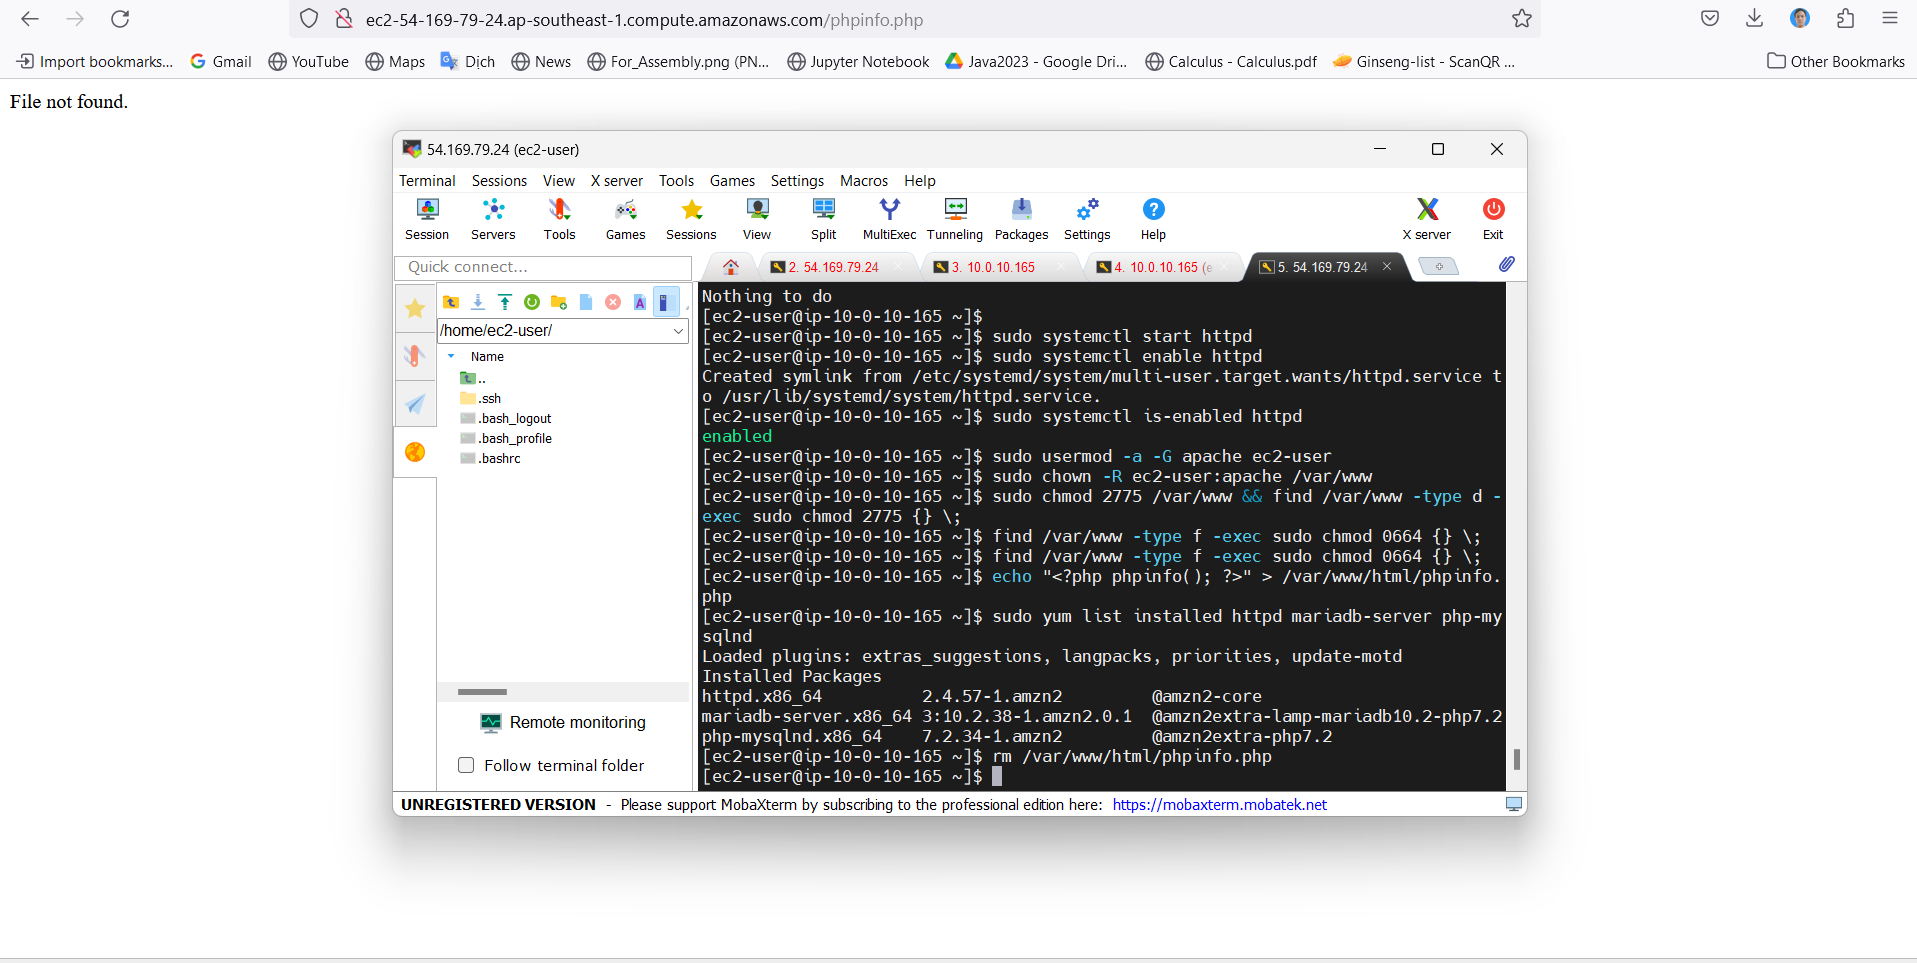 ec2-54-169-79-24.ap-southeast-1.compute.amazonaws.com/phpinfo.php
Import bookmarks... Gmail YouTube Maps Dịch News For_Assembly.png (PN... Jupyter Notebook Java2023 - Google Dri... Calculus - Calculus.pdf Ginseng-list - ScanQR ... Other Bookmarks
File not found.
54.169.79.24 (ec2-user)
Terminal Sessions View X server Tools Games Settings Macros Help
Session Servers Tools Games Sessions View Split MultiExec Tunneling Packages Settings Help X server Exit
Quick connect... 2. 54.169.79.24 3. 10.0.10.165 4. 10.0.10.165 (e 5. 54.169.79.24
/home/ec2-user/
Name
..
.ssh
.bash_logout
.bash_profile
.bashrc
Remote monitoring
Follow terminal folder
Nothing to do
[ec2-user@ip-10-0-10-165 ~]$
[ec2-user@ip-10-0-10-165 ~]$ sudo systemctl start httpd
[ec2-user@ip-10-0-10-165 ~]$ sudo systemctl enable httpd
Created symlink from /etc/systemd/system/multi-user.target.wants/httpd.service t
o /usr/lib/systemd/system/httpd.service.
[ec2-user@ip-10-0-10-165 ~]$ sudo systemctl is-enabled httpd
enabled
[ec2-user@ip-10-0-10-165 ~]$ sudo usermod -a -G apache ec2-user
[ec2-user@ip-10-0-10-165 ~]$ sudo chown -R ec2-user:apache /var/www
[ec2-user@ip-10-0-10-165 ~]$ sudo chmod 2775 /var/www && find /var/www -type d -
exec sudo chmod 2775 {} \;
[ec2-user@ip-10-0-10-165 ~]$ find /var/www -type f -exec sudo chmod 0664 {} \;
[ec2-user@ip-10-0-10-165 ~]$ find /var/www -type f -exec sudo chmod 0664 {} \;
[ec2-user@ip-10-0-10-165 ~]$ echo "<?php phpinfo(); ?>" > /var/www/html/phpinfo.
php
[ec2-user@ip-10-0-10-165 ~]$ sudo yum list installed httpd mariadb-server php-my
sqlnd
Loaded plugins: extras_suggestions, langpacks, priorities, update-motd
Installed Packages
httpd.x86_64 2.4.57-1.amzn2 @amzn2-core
mariadb-server.x86_64 3:10.2.38-1.amzn2.0.1 @amzn2extra-lamp-mariadb10.2-php7.2
php-mysqlnd.x86_64 7.2.34-1.amzn2 @amzn2extra-php7.2
[ec2-user@ip-10-0-10-165 ~]$ rm /var/www/html/phpinfo.php
[ec2-user@ip-10-0-10-165 ~]$
UNREGISTERED VERSION - Please support MobaXterm by subscribing to the professional edition here: https://mobaxterm.mobatek.net